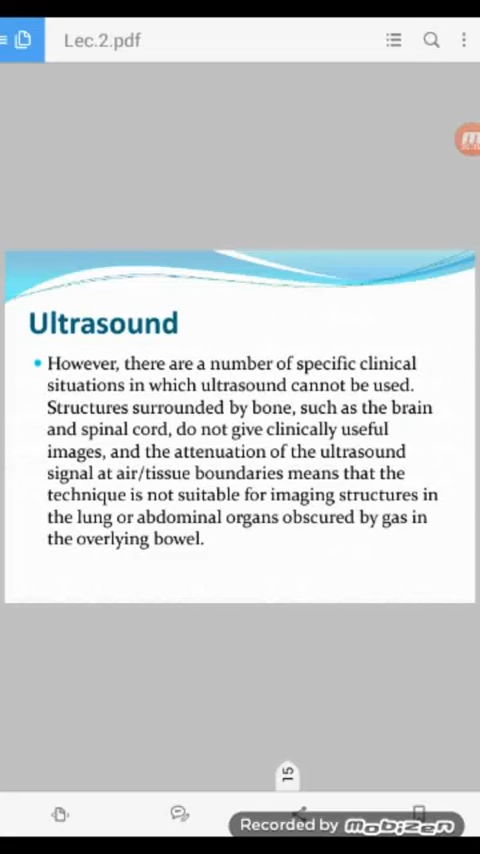 Lec.2.pdf
Ultrasound
However, there are a number of specific clinical
situations in which ultrasound cannot be used.
Structures surrounded by bone, such as the brain
and spinal cord, do not give clinically useful
images, and the attenuation of the ultrasound
signal at air/tissue boundaries means that the
technique is not suitable for imaging structures in
the lung or abdominal organs obscured by gas in
the overlying bowel.
15
Recorded by mobizen